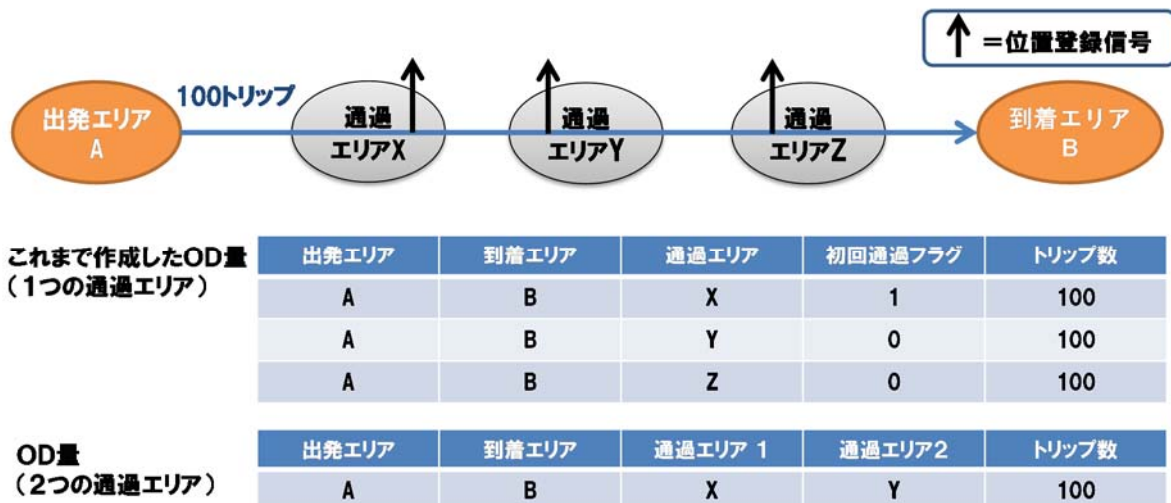 ↑ =位置登録信号
出発エリア
A
100トリップ
通過
エリアX
通過
エリアY
通過
エリアZ
到着エリア
B
これまで作成したOD量
(1つの通過エリア)
出発エリア 到着エリア 通過エリア 初回通過フラグ トリップ数
A B X 1 100
A B Y 0 100
A B Z 0 100
OD量
(2つの通過エリア)
出発エリア 到着エリア 通過エリア 1 通過エリア2 トリップ数
A B X Y 100